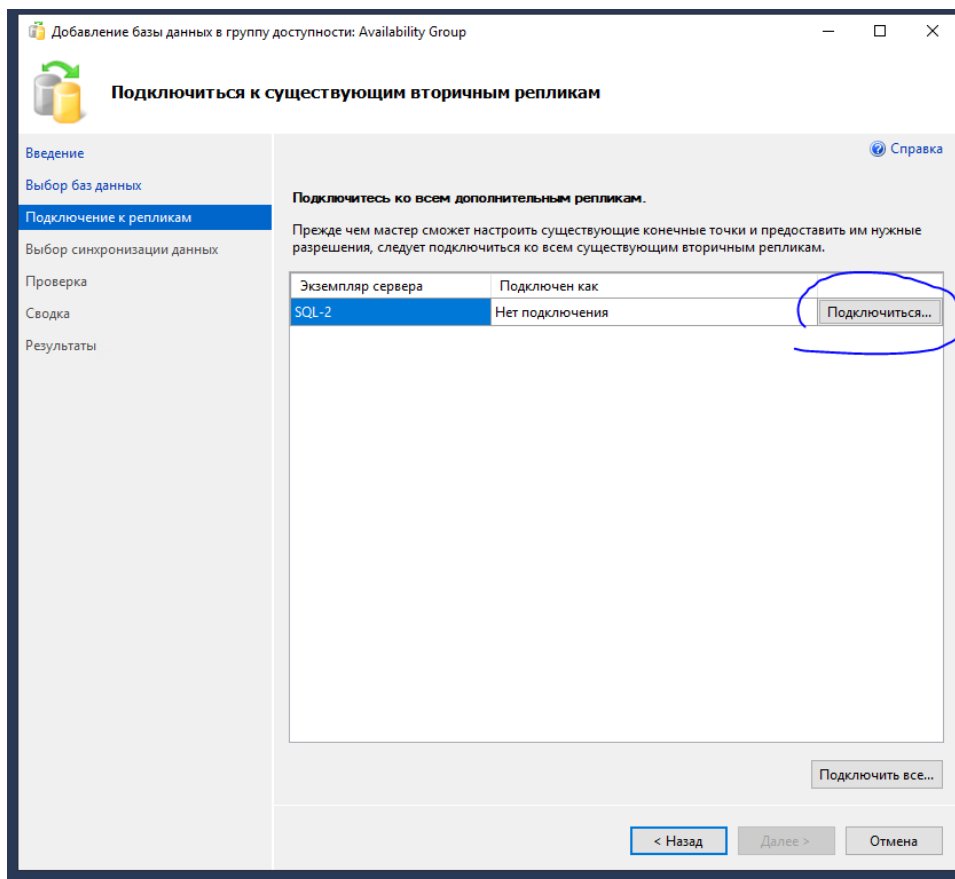 Добавление базы данных в группу доступности: Availability Group
Подключиться к существующим вторичным репликам
Справка
Введение
Выбор баз данных
Подключение к репликам
Выбор синхронизации данных
Проверка
Сводка
Результаты
Подключитесь ко всем дополнительным репликам.
Прежде чем мастер сможет настроить существующие конечные точки и предоставить им нужные
разрешения, следует подключиться ко всем существующим вторичным репликам.
Экземпляр сервера Подключен как
SQL-2 Нет подключения Подключиться...
Подключить все...
< Назад Далее > Отмена